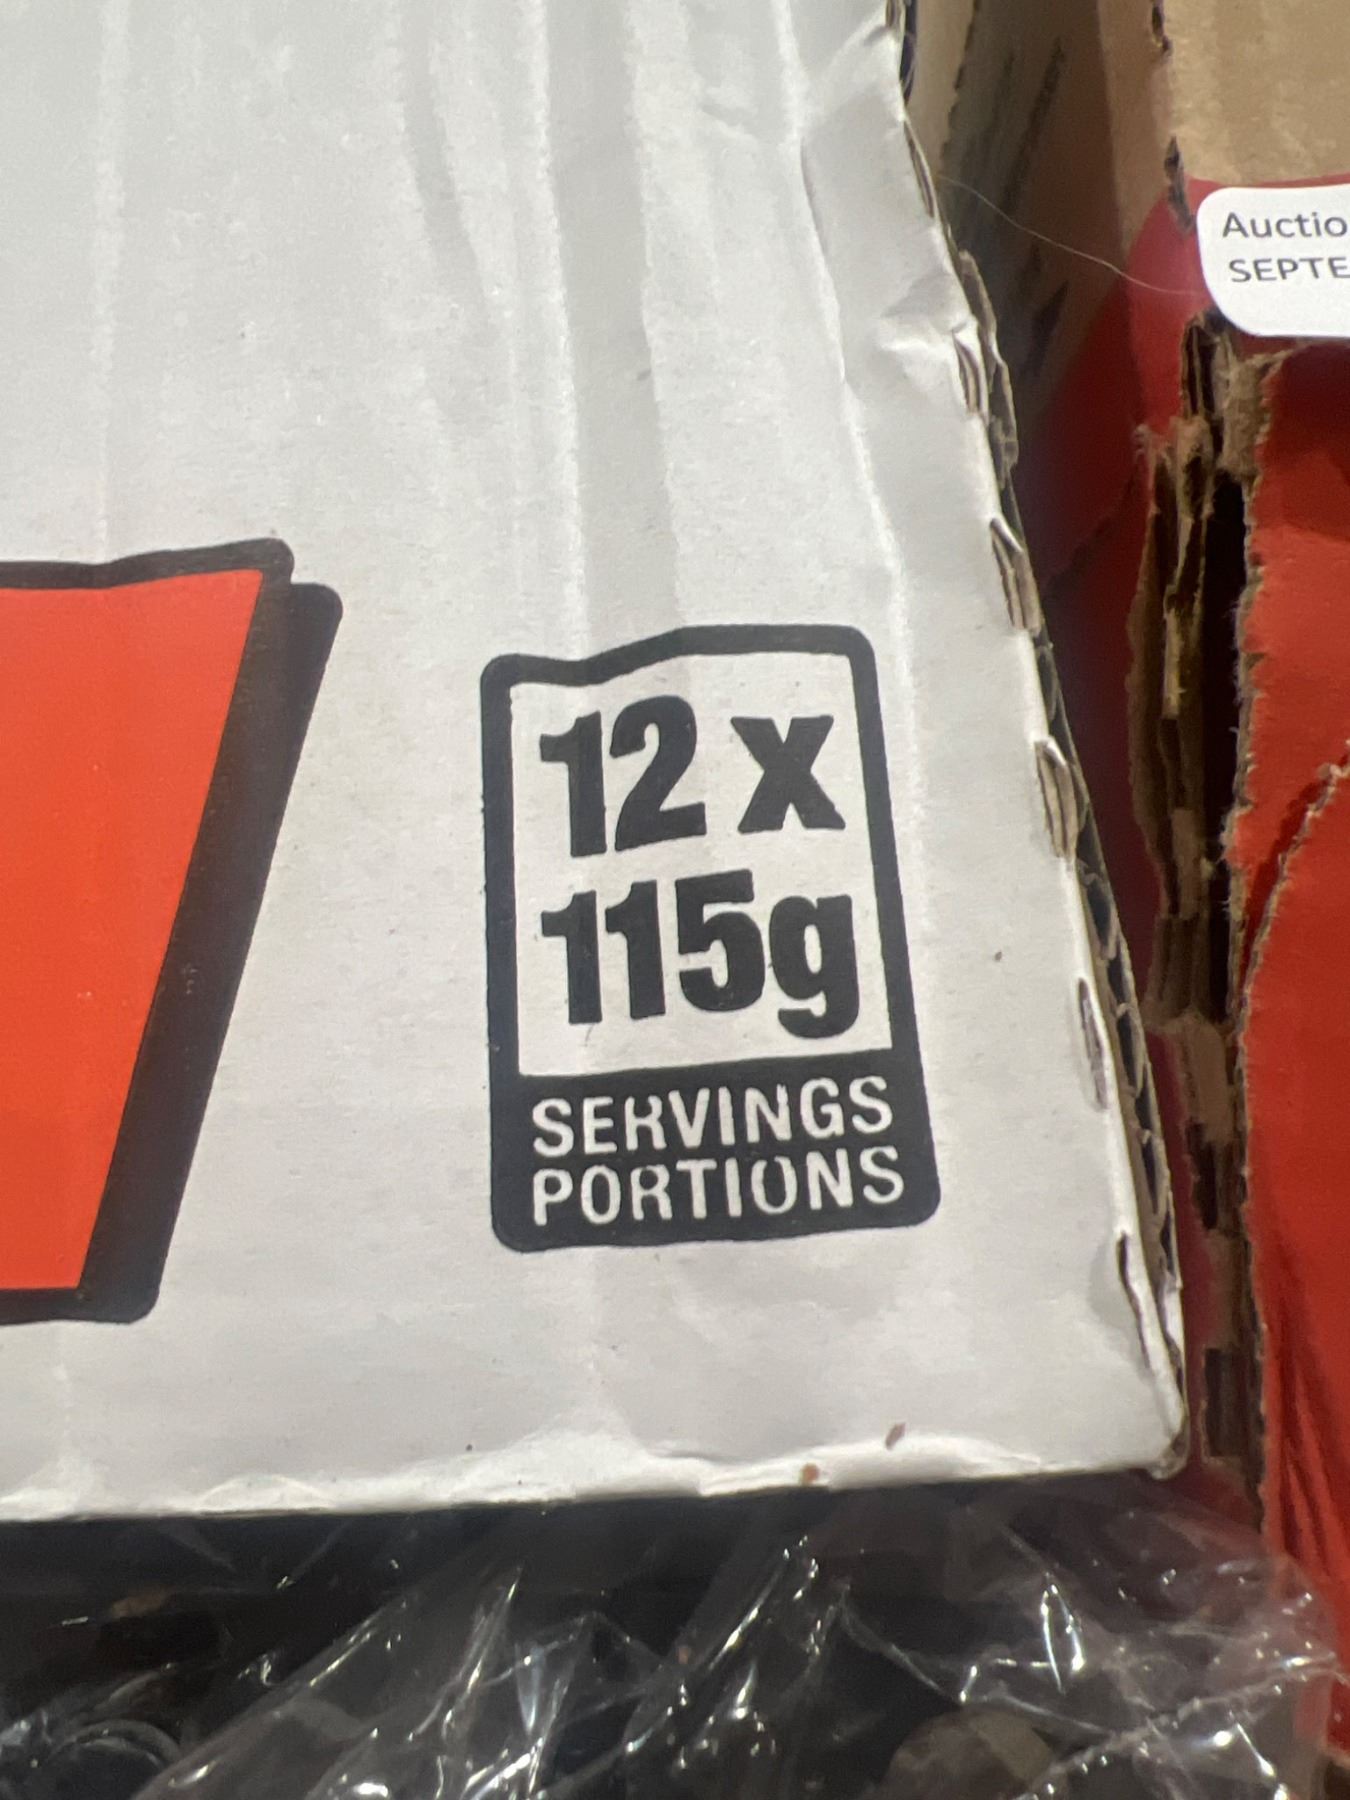 Auctio
SEPTE
12 x
115g
SERVINGS
PORTIONS